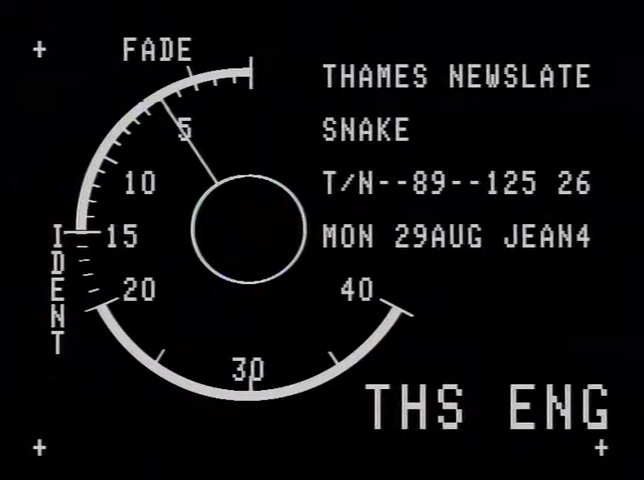 FADE
THAMES NEWSLATE
SNAKE
5
T/N--89--125 26
10
MON 29AUG JEAN4
15
IDENT
20
40
30
THS ENG